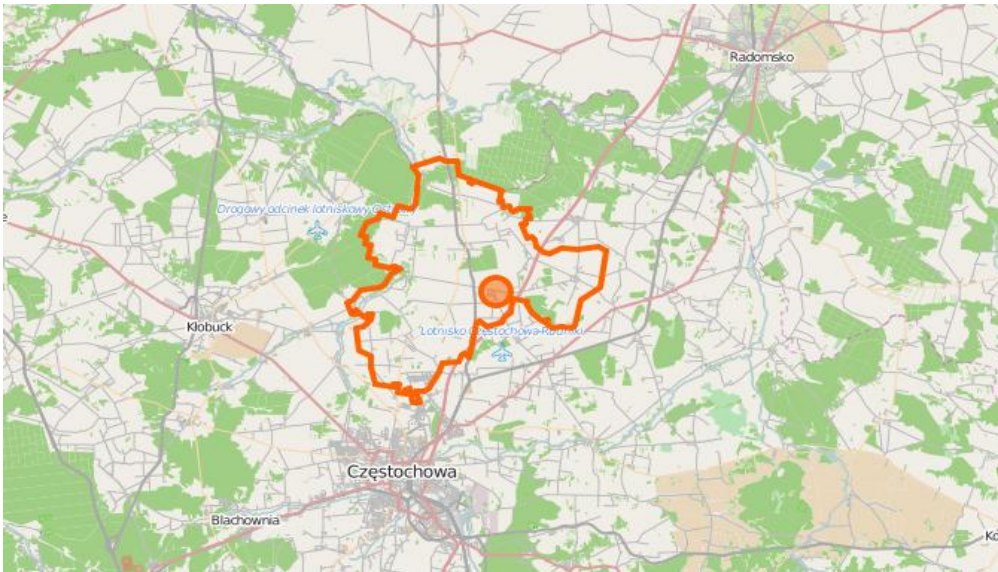 Radomsko
Drogowy odcinek lotniskowy
Kłobuck
Lotnisko Częstochowa-Rudniki
Częstochowa
Blachownia